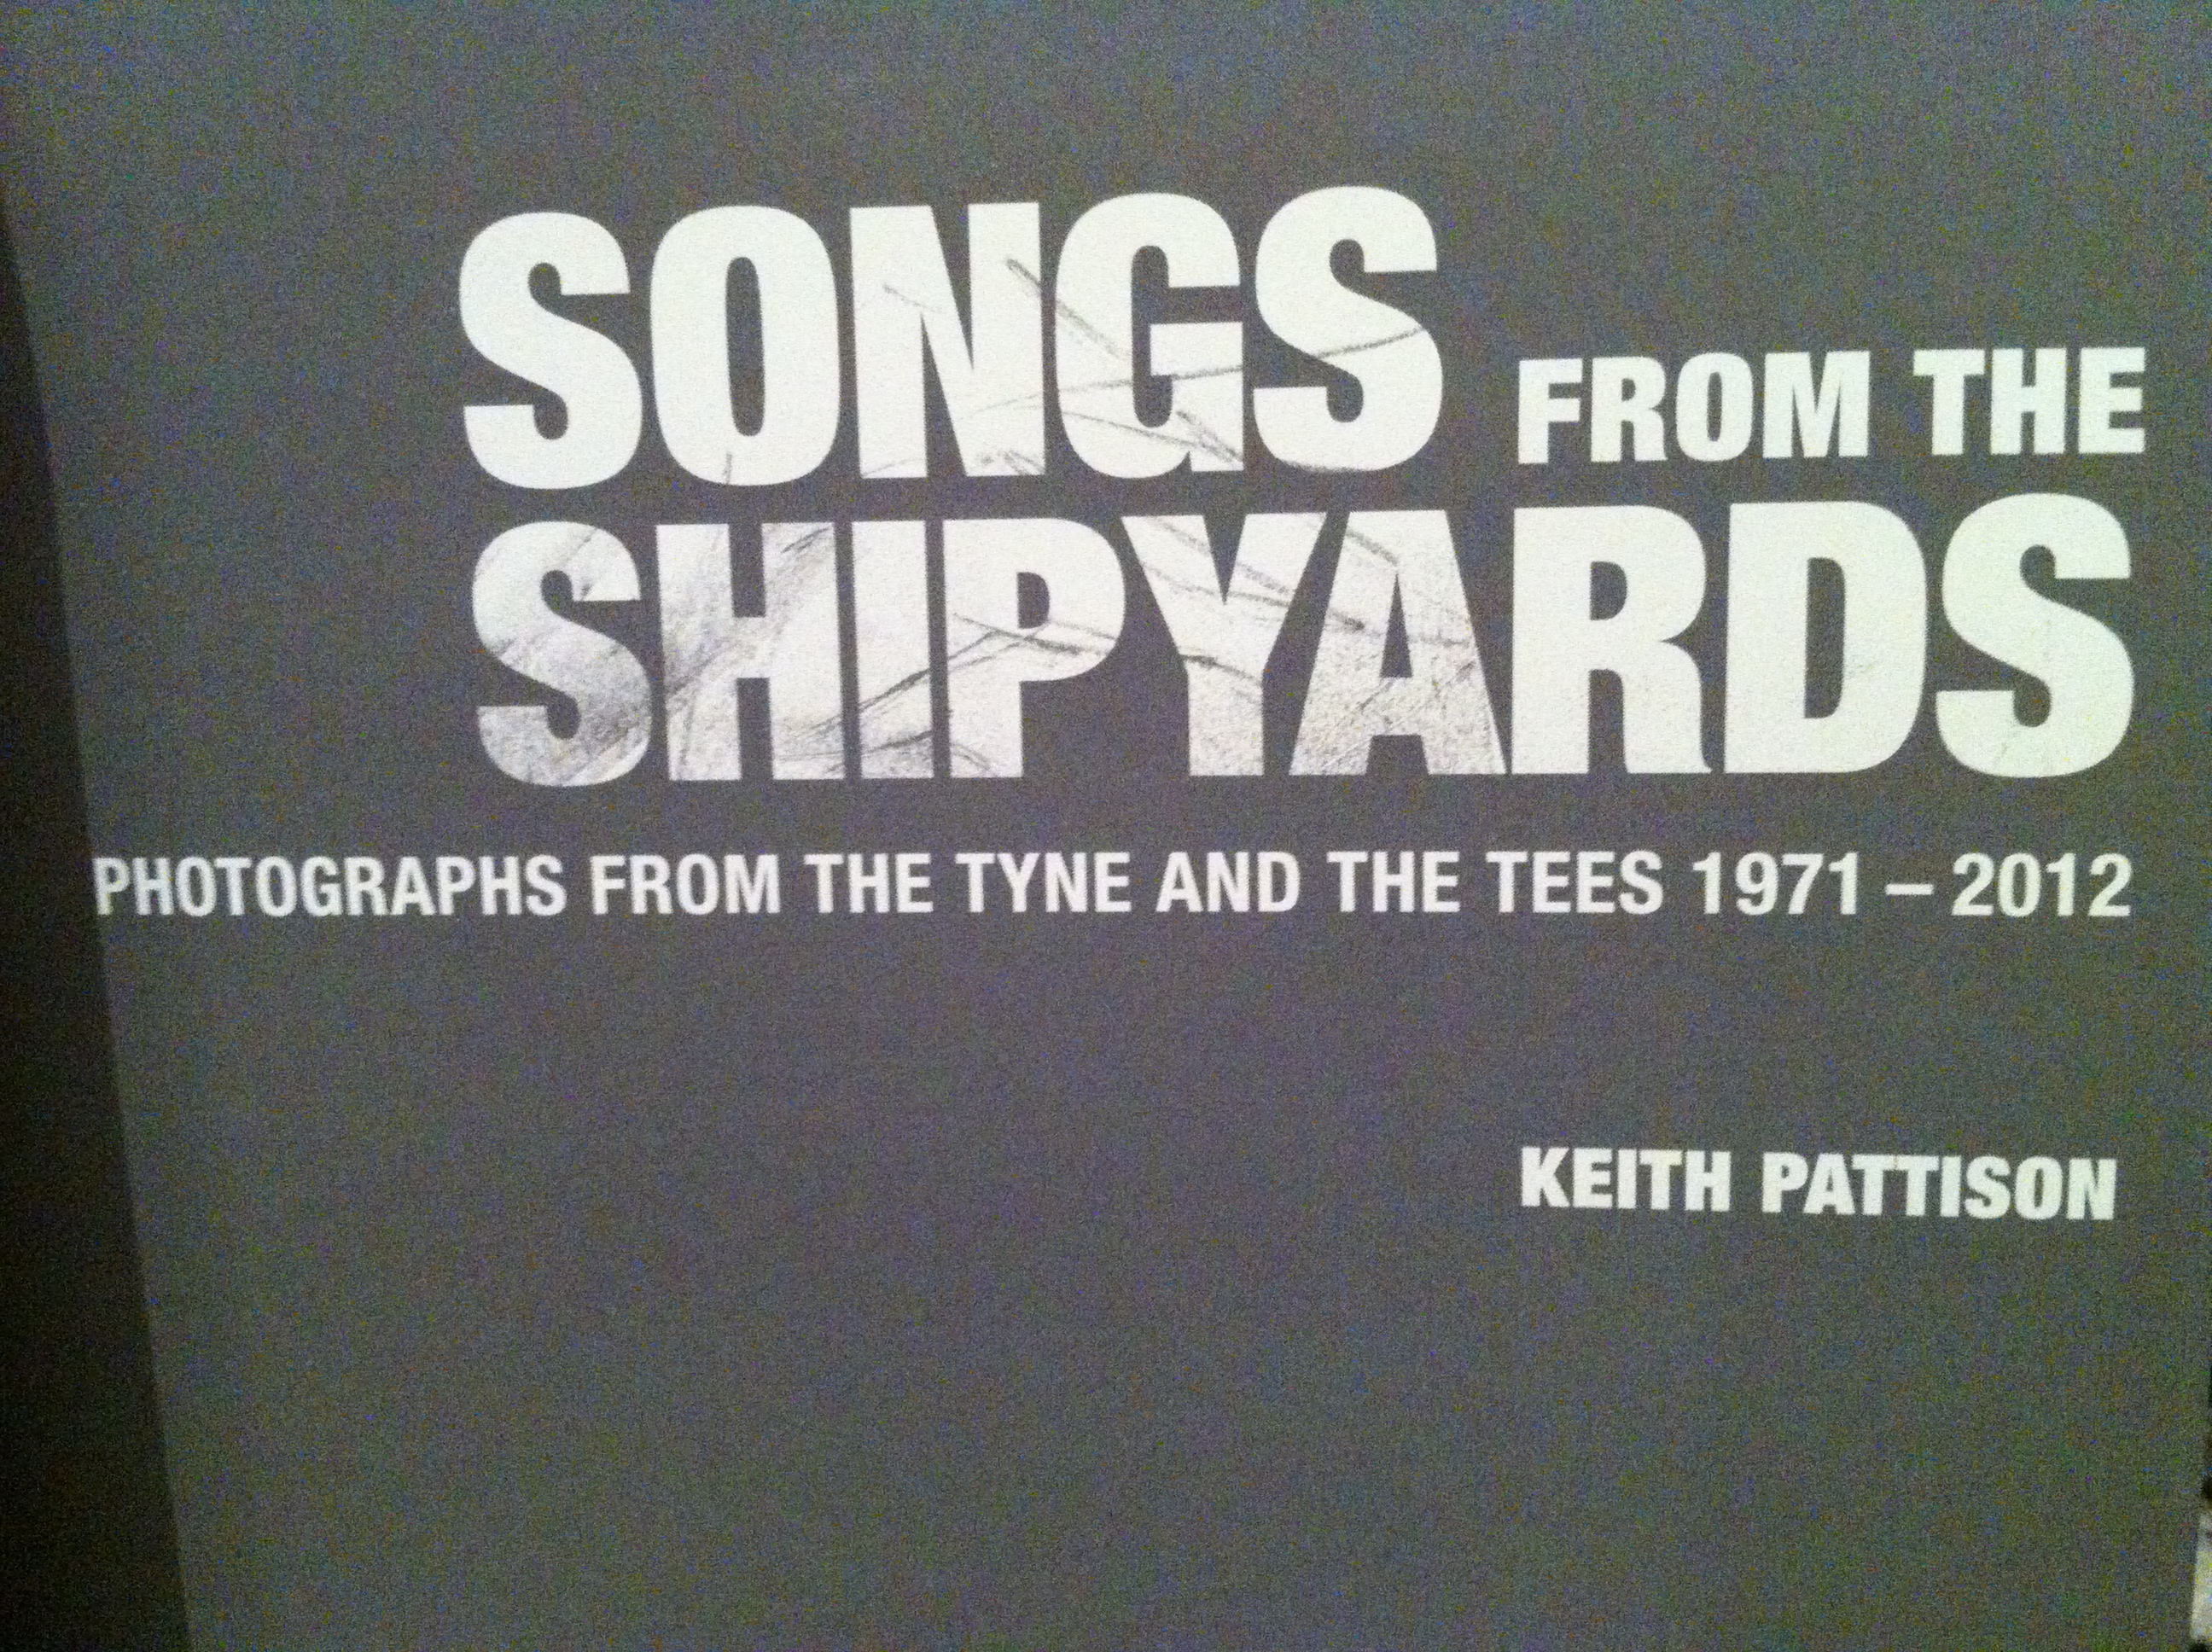 SONGS FROM THE
SHIPYARDS
PHOTOGRAPHS FROM THE TYNE AND THE TEES 1971 – 2012
KEITH PATTISON